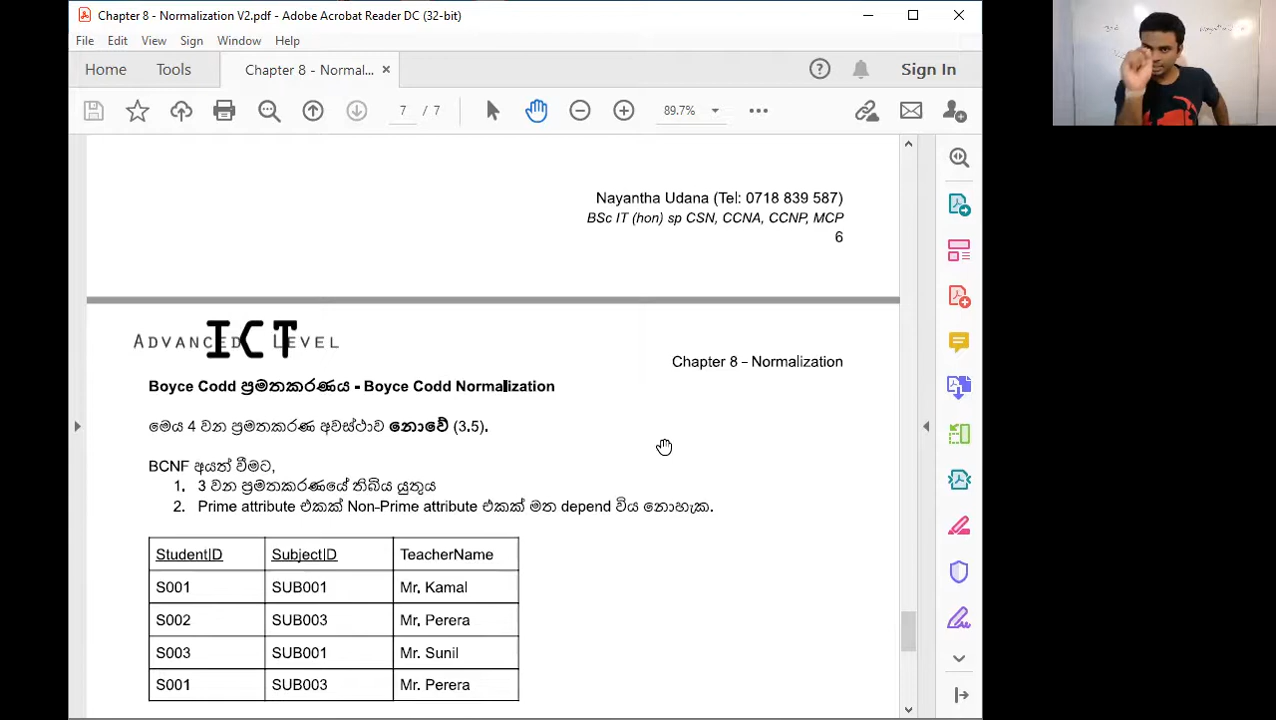 Chapter 8 - Normalization V2.pdf - Adobe Acrobat Reader DC (32-bit)
File Edit View Sign Window Help
Home Tools Chapter 8 - Normal... Sign In
7 / 7 89.7%
Nayantha Udana (Tel: 0718 839 587)
BSc IT (hon) sp CSN, CCNA, CCNP, MCP
6
ADVANCED LEVEL
ICT
Chapter 8 – Normalization
Boyce Codd ප්‍රමතකරණය - Boyce Codd Normalization
මෙය 4 වන ප්‍රමතකරණ අවස්ථාව නොවේ (3.5).
BCNF අයත් වීමට,
1. 3 වන ප්‍රමතකරණයේ තිබිය යුතුය
2. Prime attribute එකක් Non-Prime attribute එකක් මත depend විය නොහැක.
StudentID SubjectID TeacherName
S001 SUB001 Mr. Kamal
S002 SUB003 Mr. Perera
S003 SUB001 Mr. Sunil
S001 SUB003 Mr. Perera